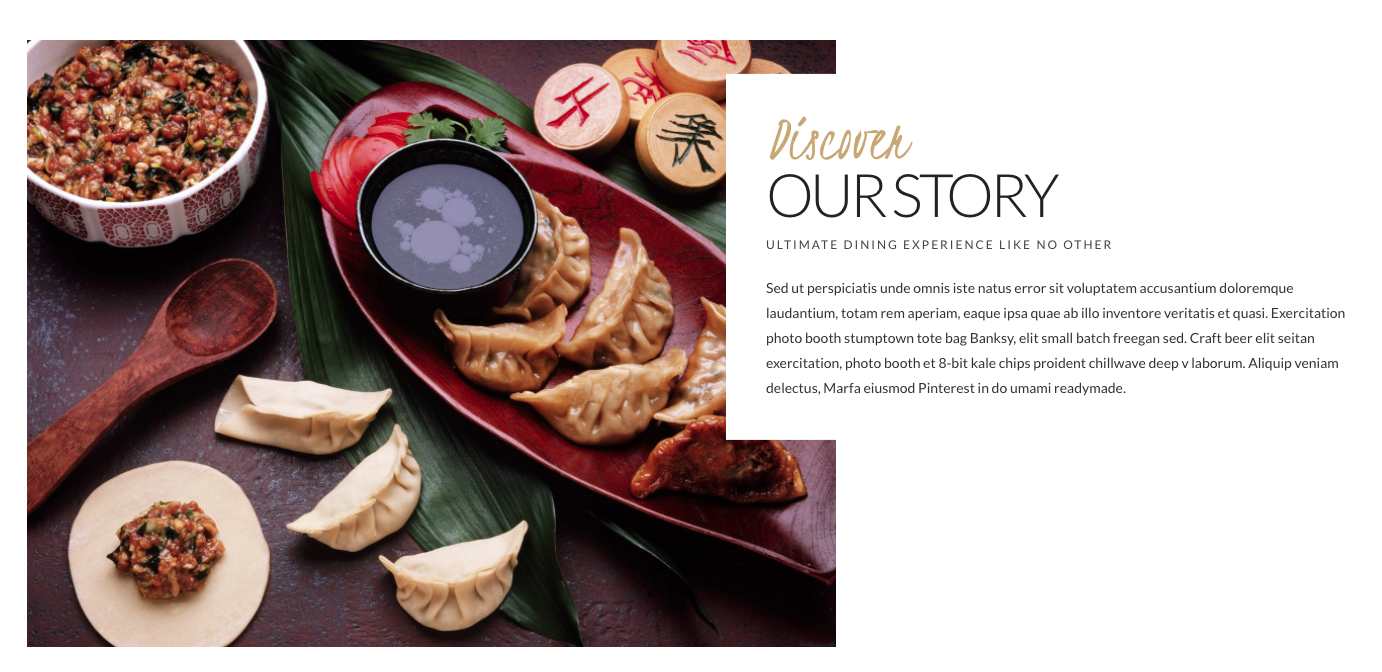 Discover
OUR STORY
ULTIMATE DINING EXPERIENCE LIKE NO OTHER
Sed ut perspiciatis unde omnis iste natus error sit voluptatem accusantium doloremque
laudantium, totam rem aperiam, eaque ipsa quae ab illo inventore veritatis et quasi. Exercitation
photo booth stumptown tote bag Banksy, elit small batch freegan sed. Craft beer elit seitan
exercitation, photo booth et 8-bit kale chips proident chillwave deep v laborum. Aliquip veniam
delectus, Marfa eiusmod Pinterest in do umami readymade.